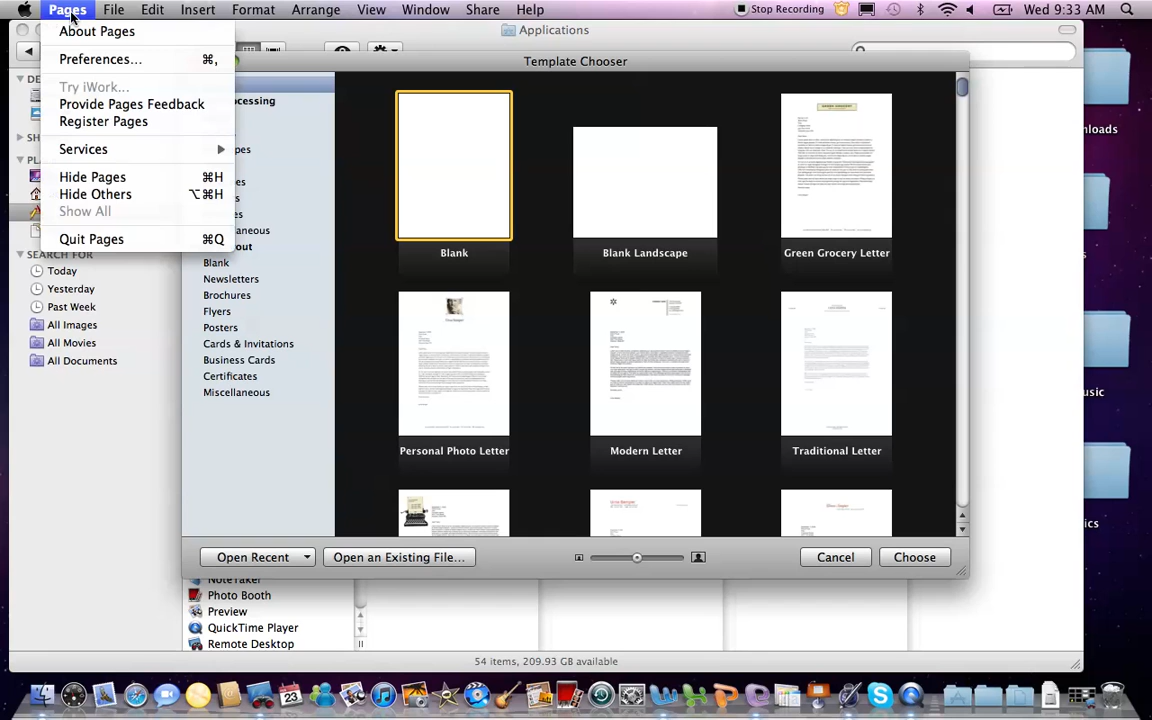 Pages File Edit Insert Format Arrange View Window Share Help Stop Recording Wed 9:33 AM
About Pages
Preferences... ⌘,
Try iWork...
Provide Pages Feedback
Register Pages
Services
Hide Pages ⌘H
Hide Others ⌥⌘H
Show All
Quit Pages ⌘Q
Applications
Template Chooser
Blank
Newsletters
Brochures
Flyers
Posters
Cards & Invitations
Business Cards
Certificates
Miscellaneous
Blank
Blank Landscape
Green Grocery Letter
Personal Photo Letter
Modern Letter
Traditional Letter
Open Recent
Open an Existing File...
Cancel
Choose
SEARCH FOR
Today
Yesterday
Past Week
All Images
All Movies
All Documents
Photo Booth
Preview
QuickTime Player
Remote Desktop
54 items, 209.93 GB available
23